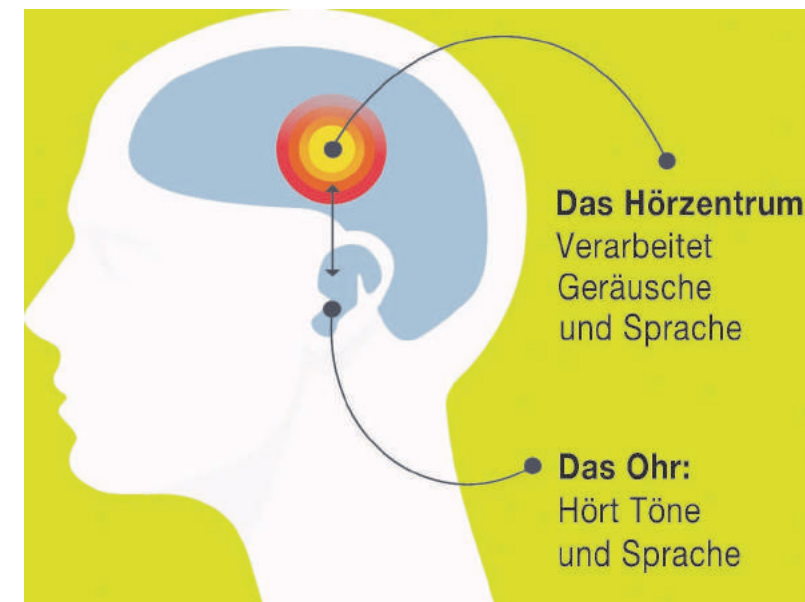 Das Hörzentrum
Verarbeitet
Geräusche
und Sprache
Das Ohr:
Hört Töne
und Sprache